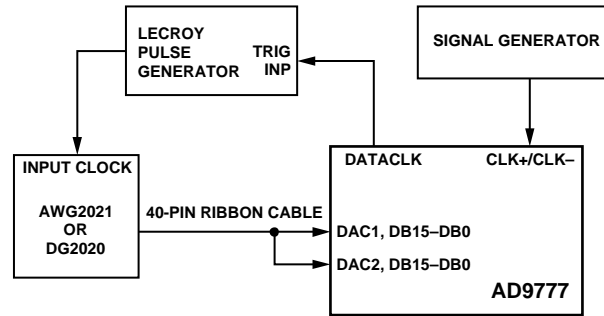 LECROY
PULSE
GENERATOR
TRIG
INP
SIGNAL GENERATOR
INPUT CLOCK
AWG2021
OR
DG2020
40-PIN RIBBON CABLE
DATACLK
CLK+/CLK–
DAC1, DB15–DB0
DAC2, DB15–DB0
AD9777